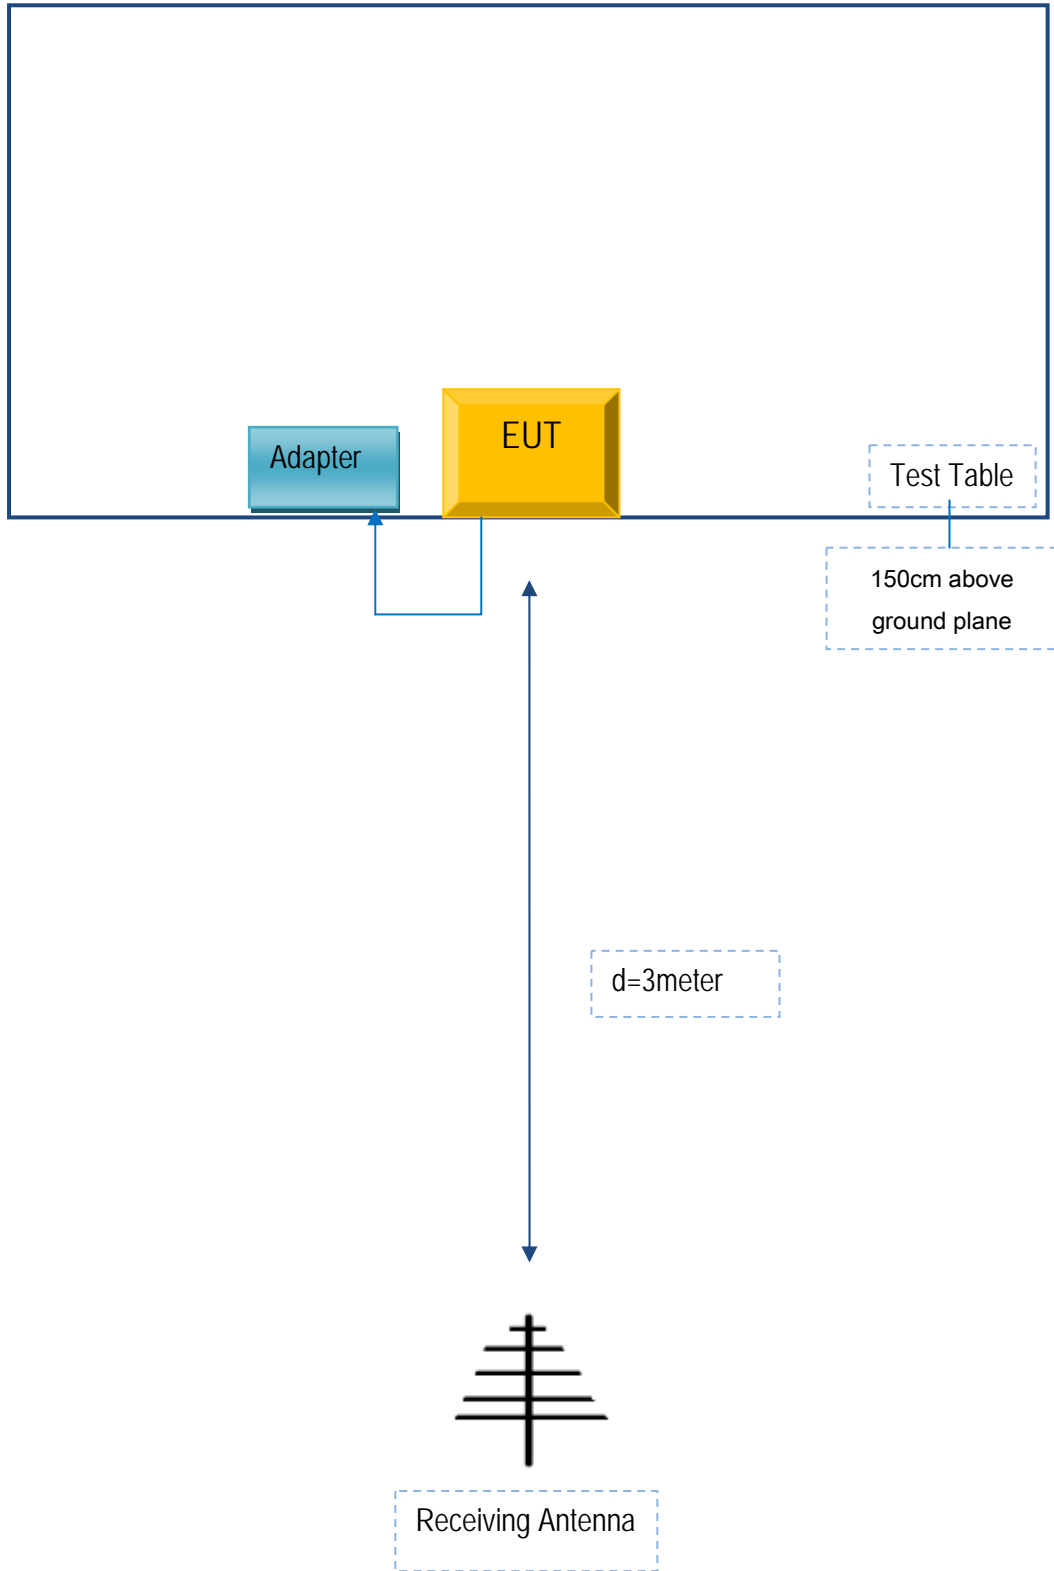 EUT
Adapter
Test Table
150cm above
ground plane
d=3meter
Receiving Antenna